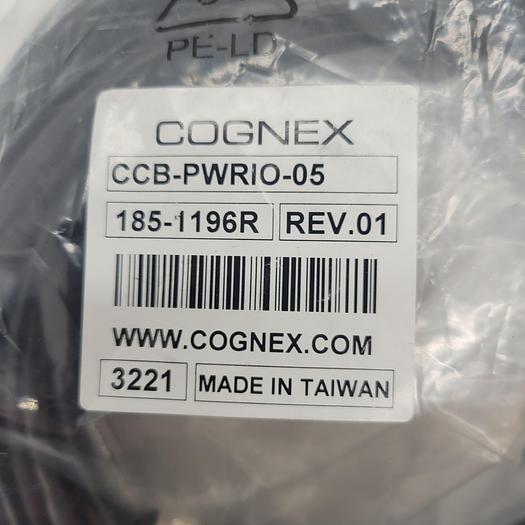 PE-LD
COGNEX
CCB-PWRIO-05
185-1196R REV.01
WWW.COGNEX.COM
3221 MADE IN TAIWAN